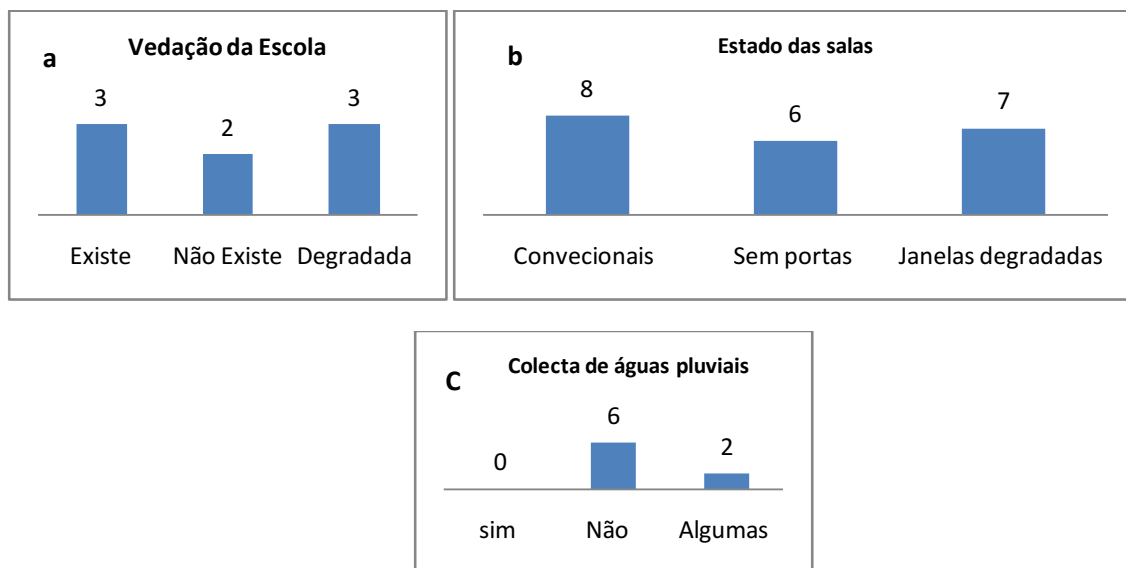 a
Vedação da Escola
3
2
3
Existe
Não Existe
Degradada
b
Estado das salas
8
6
7
Convecionais
Sem portas
Janelas degradadas
C
Colecta de águas pluviais
0
6
2
sim
Não
Algumas